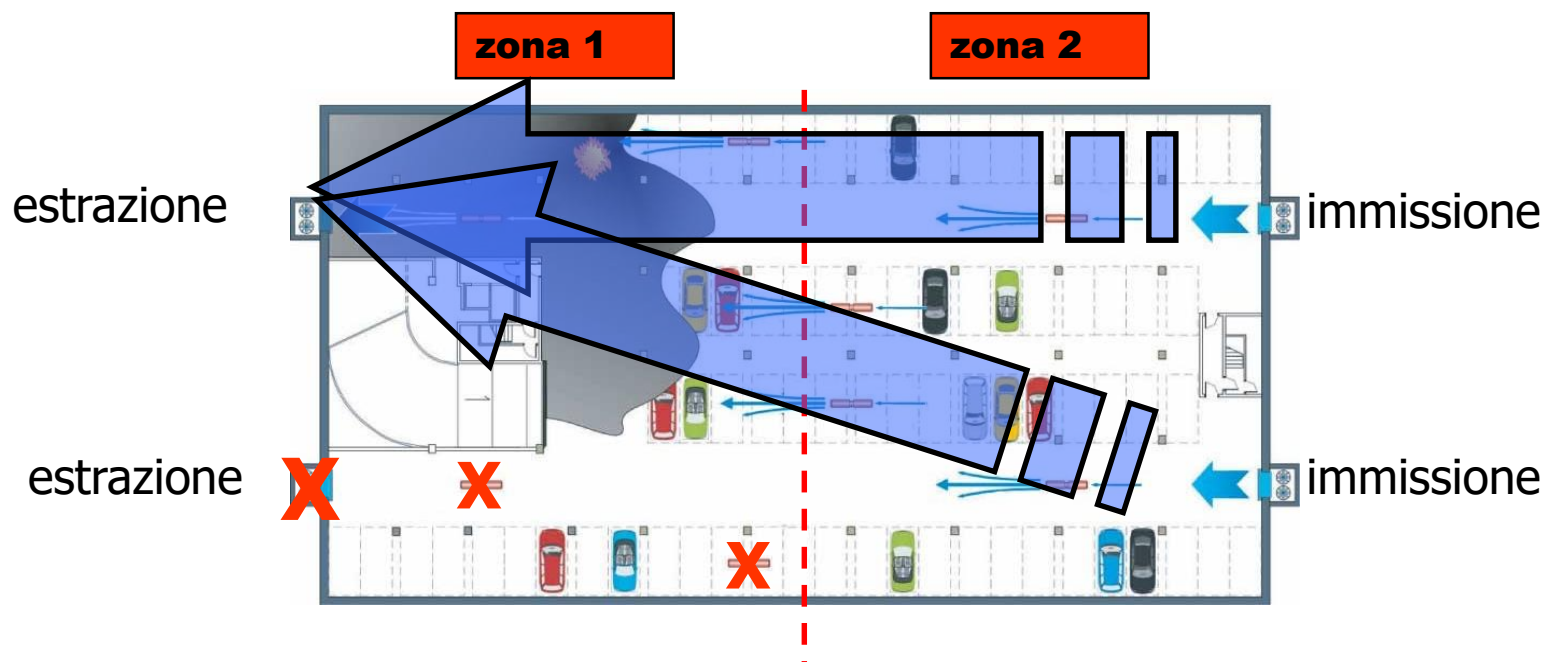 zona 1
zona 2
estrazione
immissione
estrazione
immissione
X
X
X